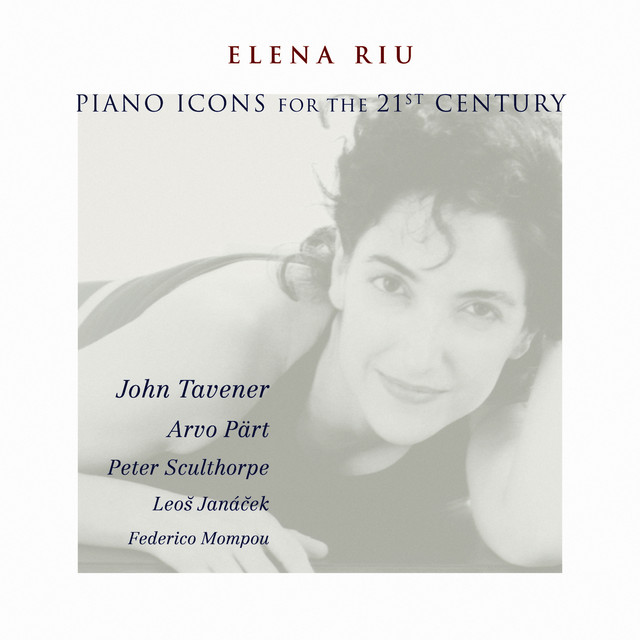 ELENA RIU
PIANO ICONS FOR THE 21ST CENTURY
John Tavener
Arvo Pärt
Peter Sculthorpe
Leoš Janáček
Federico Mompou